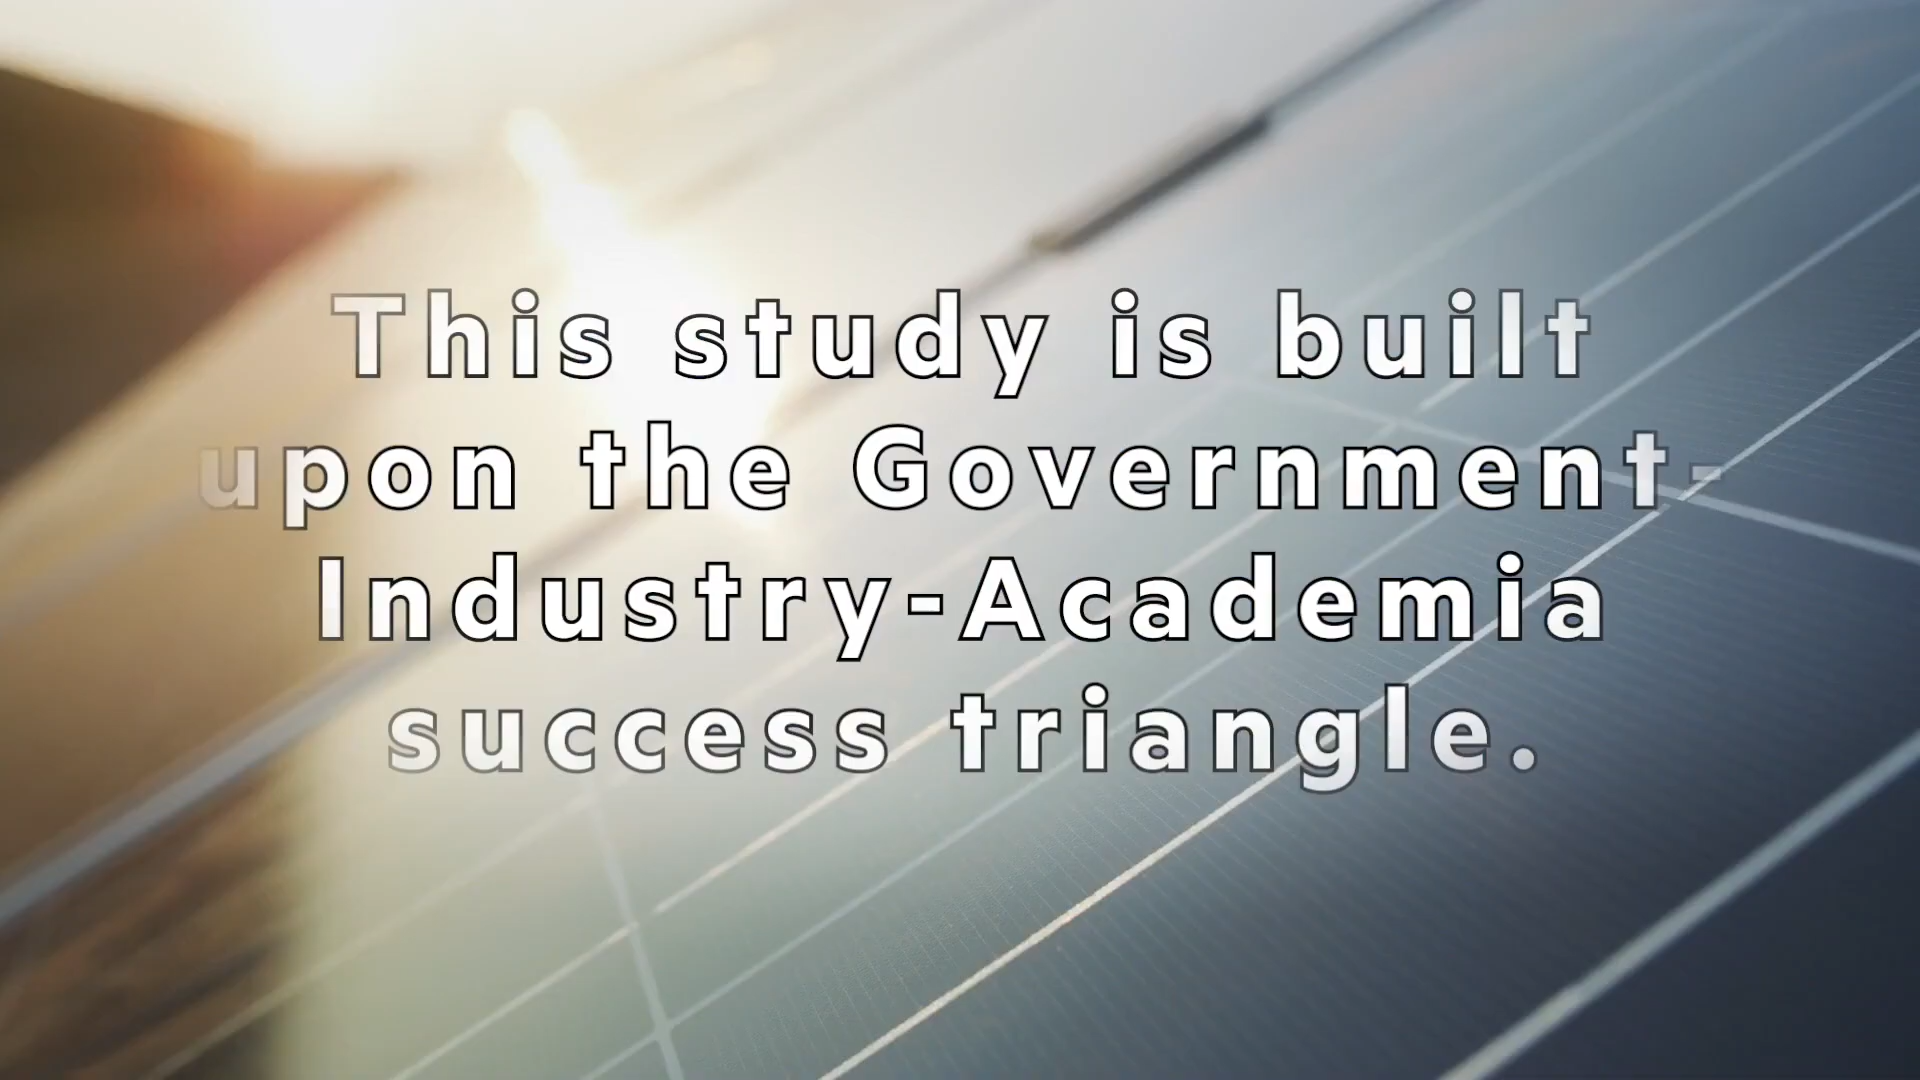 This study is built
upon the Government-
Industry-Academia
success triangle.